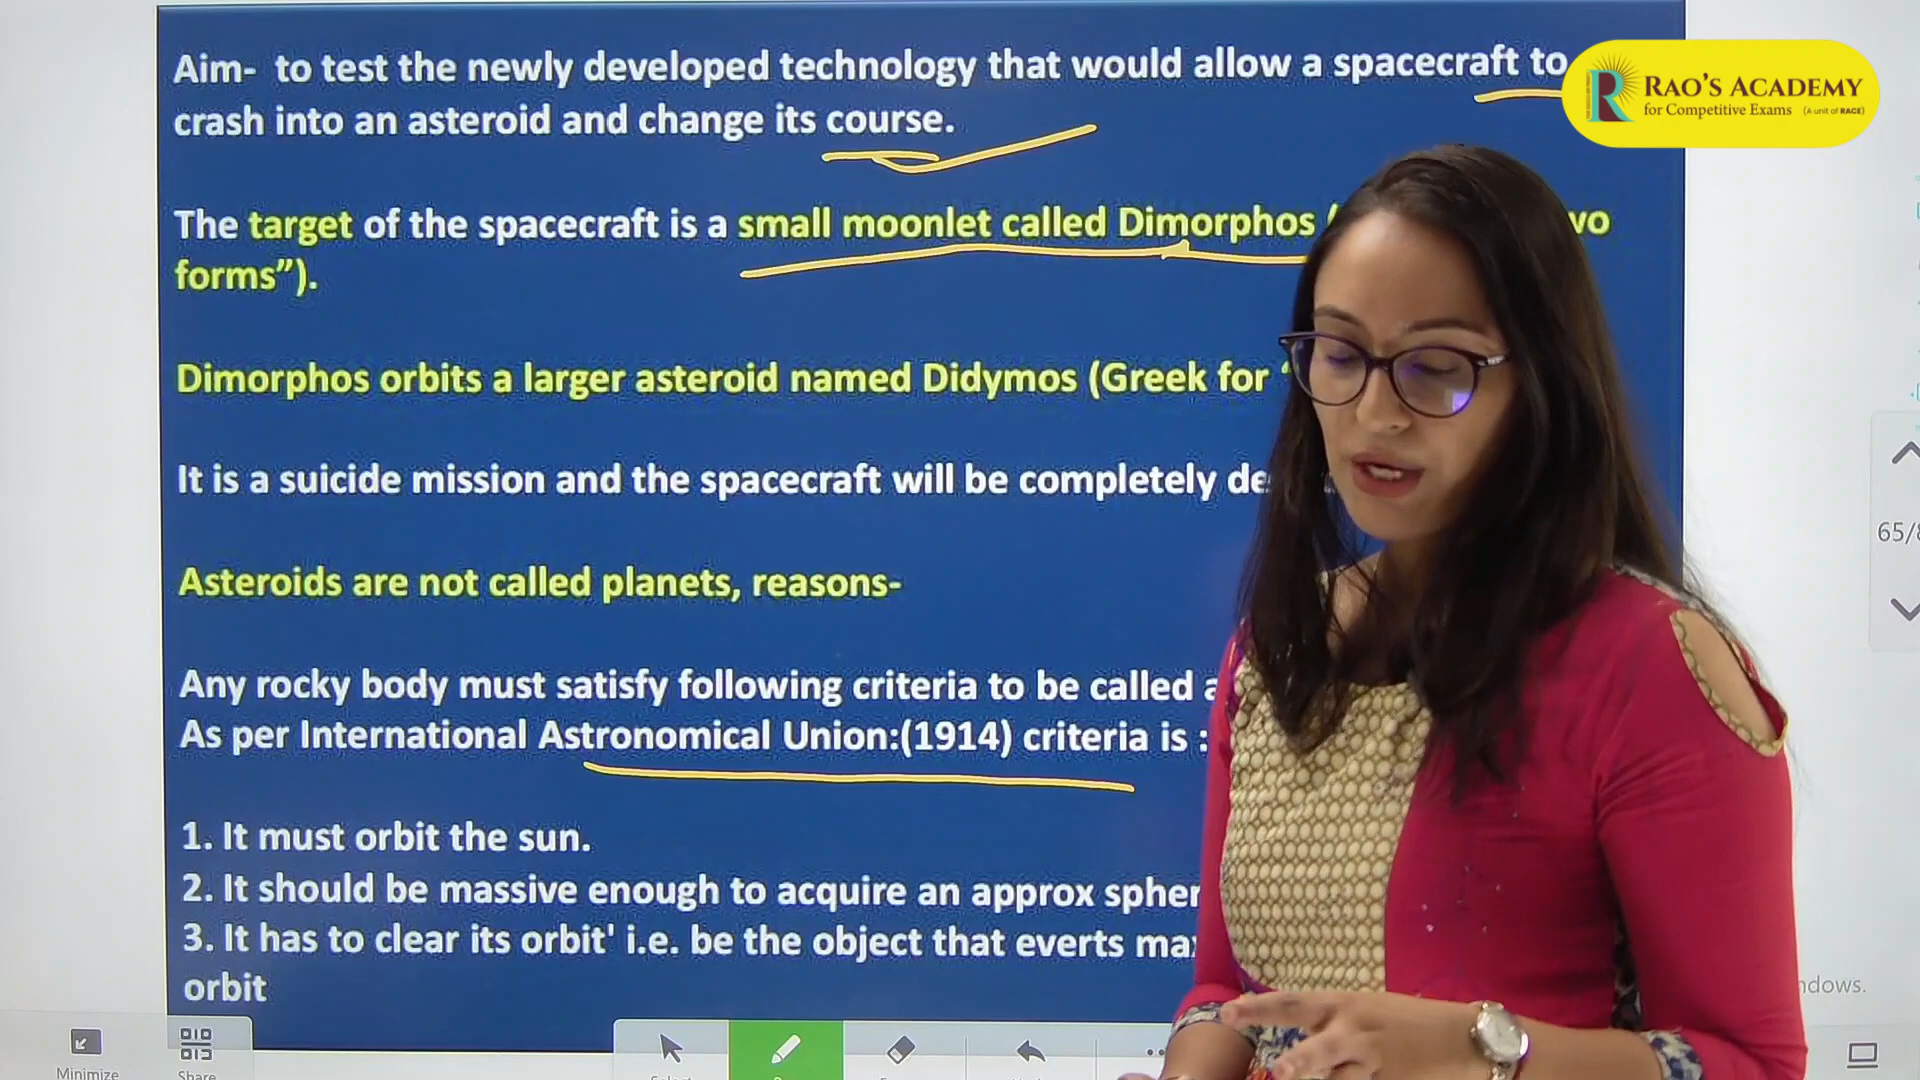 Aim- to test the newly developed technology that would allow a spacecraft to
crash into an asteroid and change its course.
The target of the spacecraft is a small moonlet called Dimorphos
forms”).
Dimorphos orbits a larger asteroid named Didymos (Greek for
It is a suicide mission and the spacecraft will be completely
Asteroids are not called planets, reasons-
Any rocky body must satisfy following criteria to be called
As per International Astronomical Union:(1914) criteria is :
1. It must orbit the sun.
2. It should be massive enough to acquire an approx
3. It has to clear its orbit' i.e. be the object that everts
orbit
RAO'S ACADEMY
for Competitive Exams (A unit of RACE)
Minimize
Share